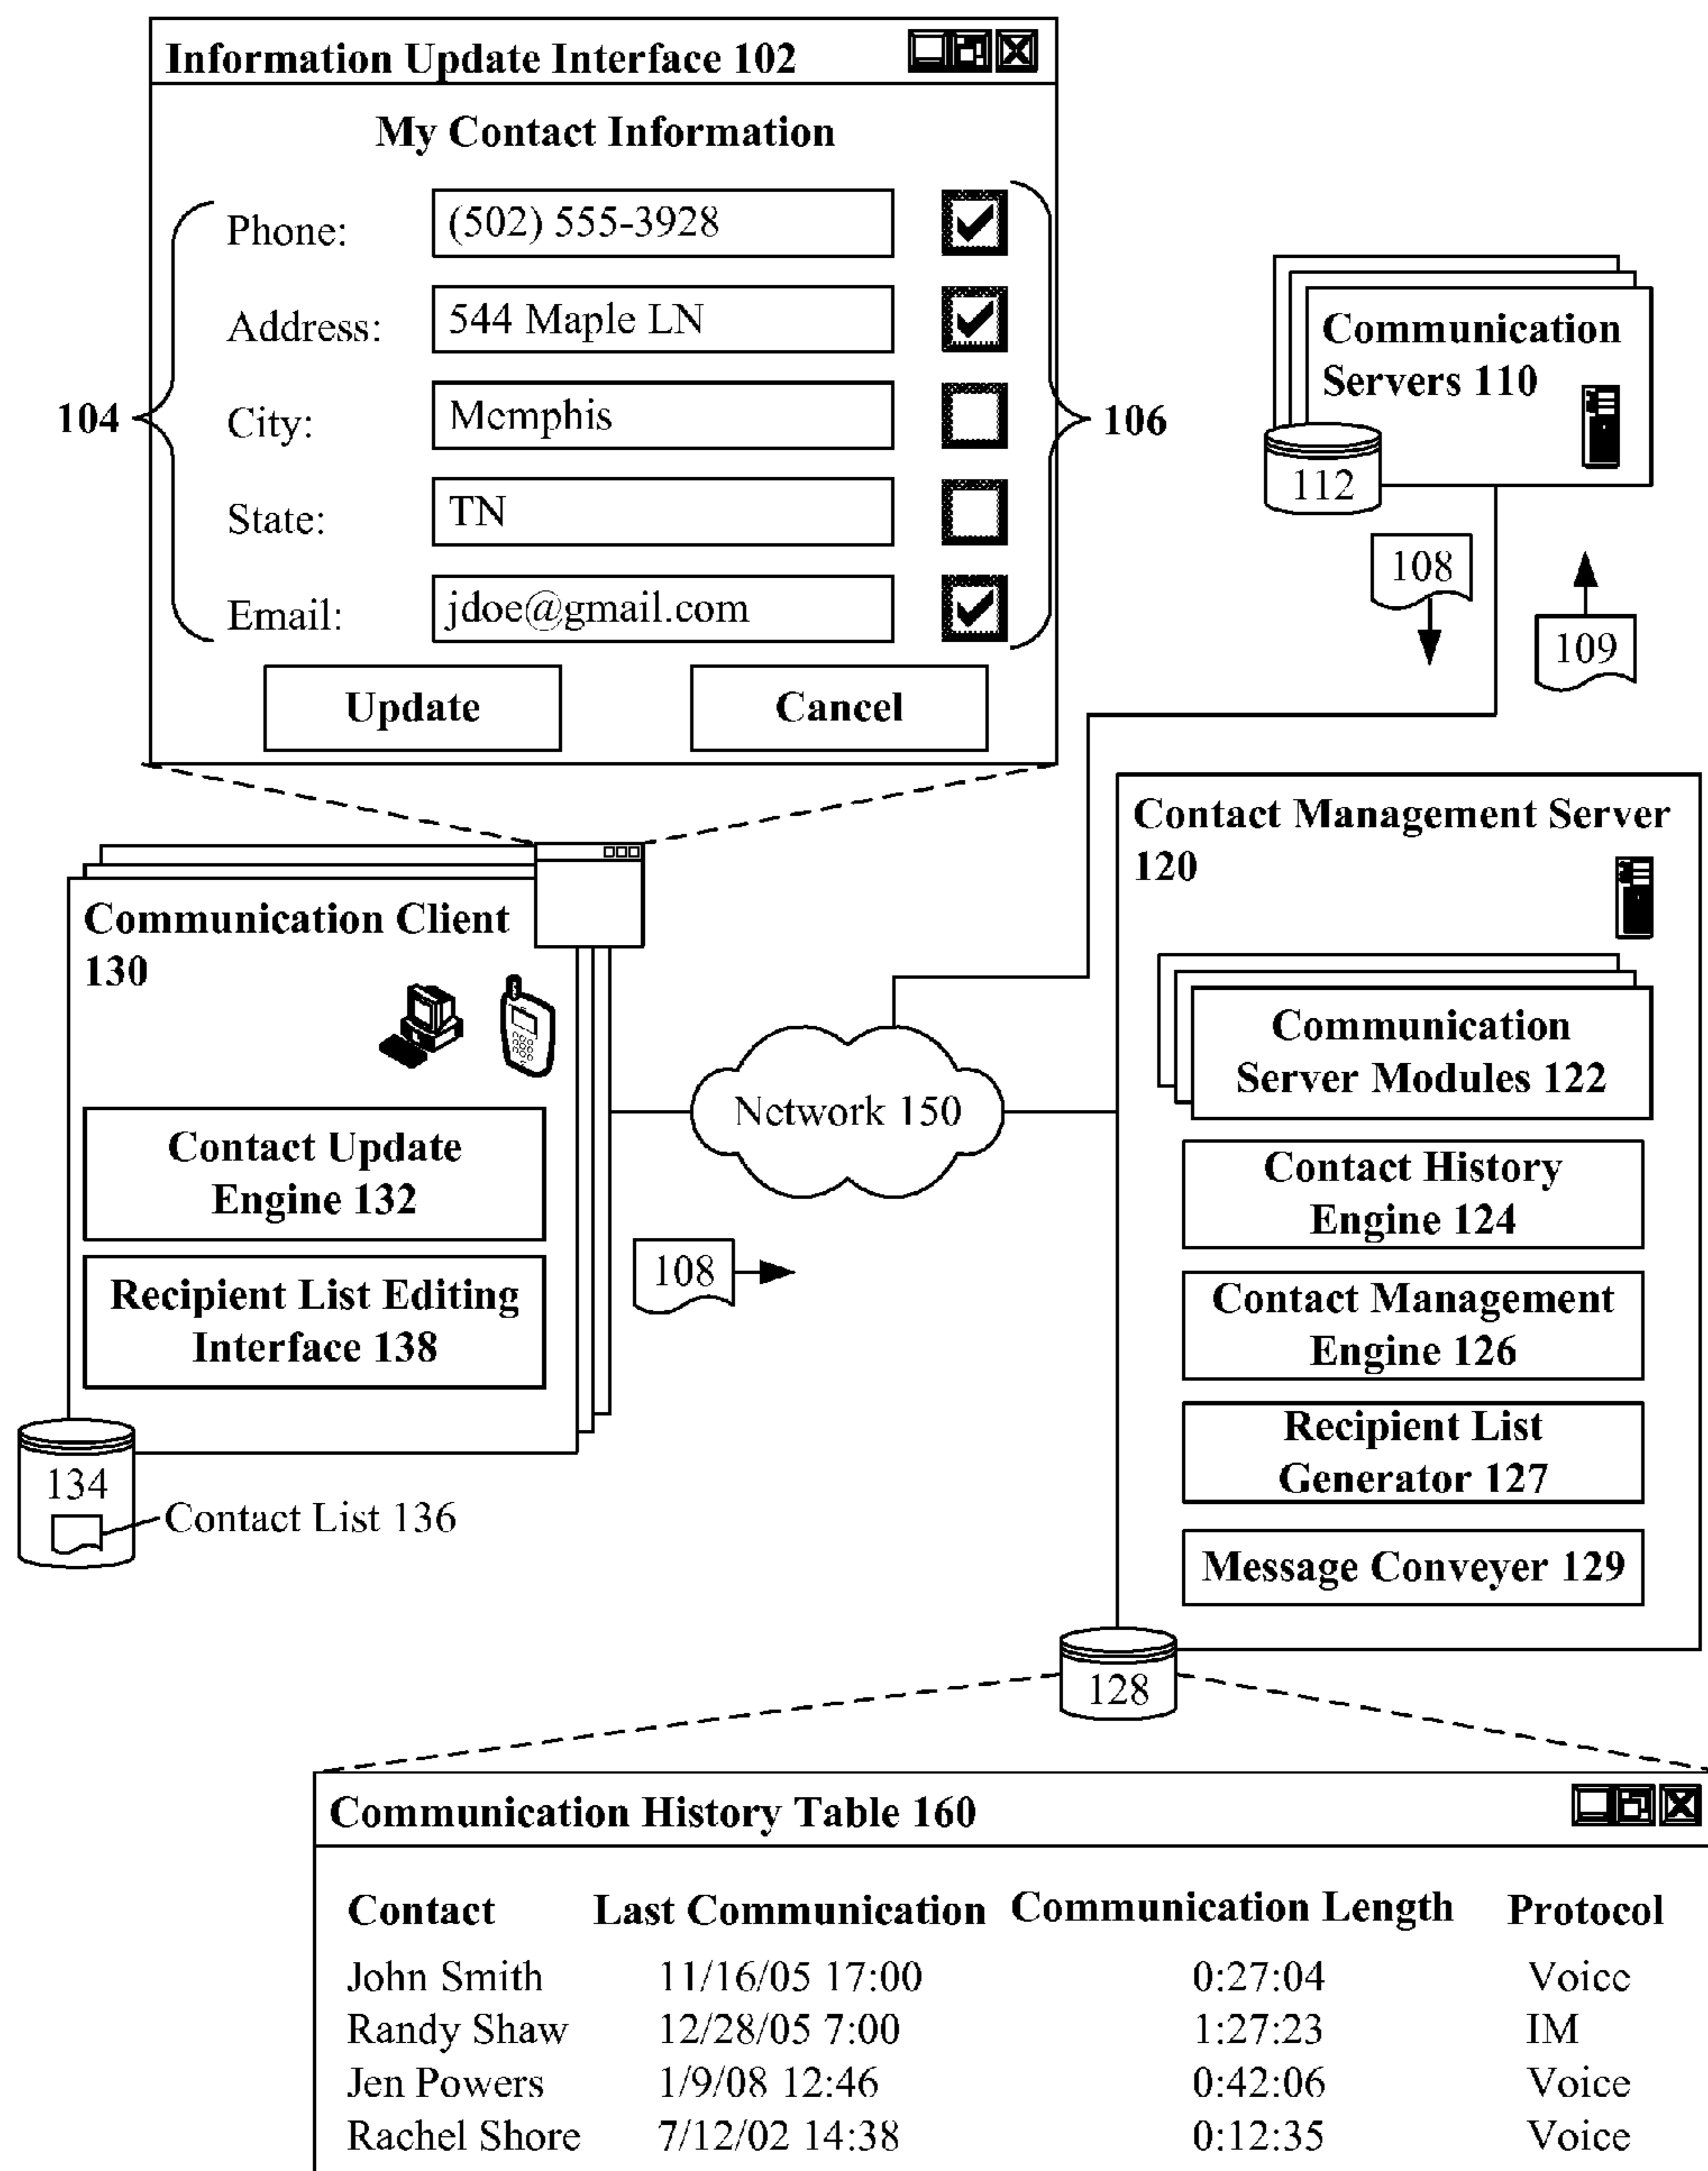 Information Update Interface 102
My Contact Information
Phone: (502) 555-3928
Address: 544 Maple LN
City: Memphis
State: TN
Email: jdoe@gmail.com
104
106
Update Cancel
Communication
Servers 110
112
108
109
Communication Client
130
Contact Update
Engine 132
Recipient List Editing
Interface 138
134
Contact List 136
Network 150
108
Contact Management Server
120
Communication
Server Modules 122
Contact History
Engine 124
Contact Management
Engine 126
Recipient List
Generator 127
Message Conveyer 129
128
Communication History Table 160
Contact Last Communication Communication Length Protocol
John Smith 11/16/05 17:00 0:27:04 Voice
Randy Shaw 12/28/05 7:00 1:27:23 IM
Jen Powers 1/9/08 12:46 0:42:06 Voice
Rachel Shore 7/12/02 14:38 0:12:35 Voice